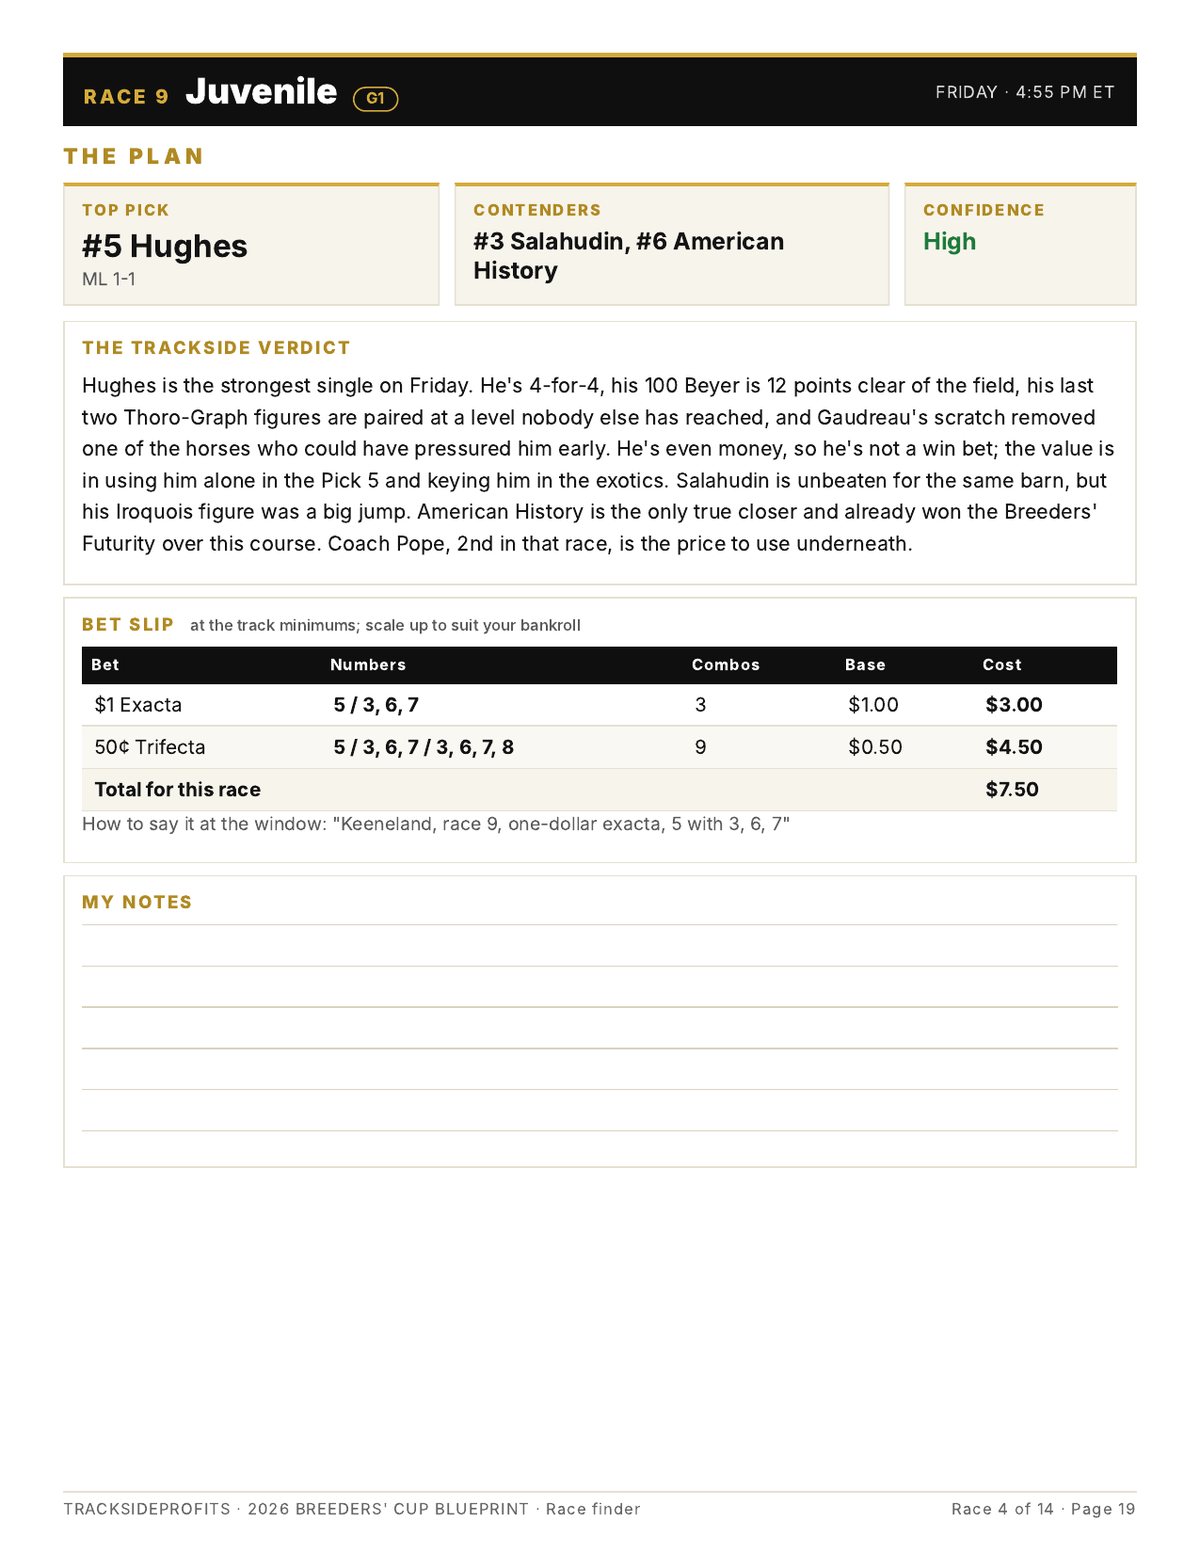 RACE 9 Juvenile G1 FRIDAY · 4:55 PM ET
THE PLAN
TOP PICK
#5 Hughes
ML 1-1
CONTENDERS
#3 Salahudin, #6 American
History
CONFIDENCE
High
THE TRACKSIDE VERDICT
Hughes is the strongest single on Friday. He's 4-for-4, his 100 Beyer is 12 points clear of the field, his last
two Thoro-Graph figures are paired at a level nobody else has reached, and Gaudreau's scratch removed
one of the horses who could have pressured him early. He's even money, so he's not a win bet; the value is
in using him alone in the Pick 5 and keying him in the exotics. Salahudin is unbeaten for the same barn, but
his Iroquois figure was a big jump. American History is the only true closer and already won the Breeders'
Futurity over this course. Coach Pope, 2nd in that race, is the price to use underneath.
BET SLIP at the track minimums; scale up to suit your bankroll
Bet Numbers Combos Base Cost
$1 Exacta 5 / 3, 6, 7 3 $1.00 $3.00
50¢ Trifecta 5 / 3, 6, 7 / 3, 6, 7, 8 9 $0.50 $4.50
Total for this race $7.50
How to say it at the window: "Keeneland, race 9, one-dollar exacta, 5 with 3, 6, 7"
MY NOTES
TRACKSIDEPROFITS · 2026 BREEDERS' CUP BLUEPRINT · Race finder Race 4 of 14 · Page 19